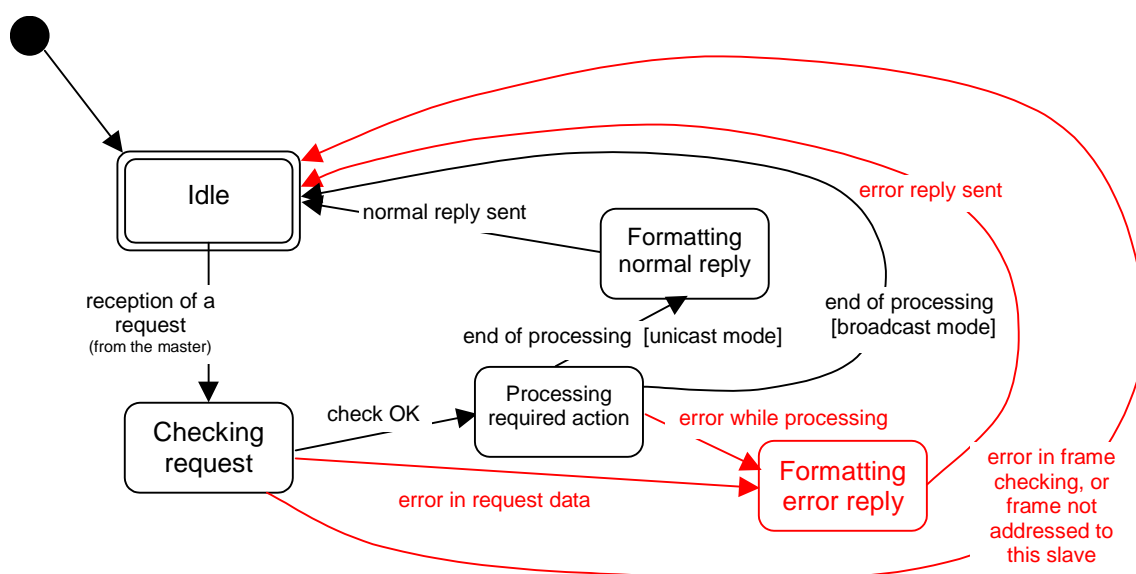 Idle
normal reply sent
error reply sent
Formatting
normal reply
reception of a
request
(from the master)
end of processing
[broadcast mode]
end of processing  [unicast mode]
Processing
required action
check OK
Checking
request
error while processing
Formatting
error reply
error in request data
error in frame
checking, or
frame not
addressed to
this slave